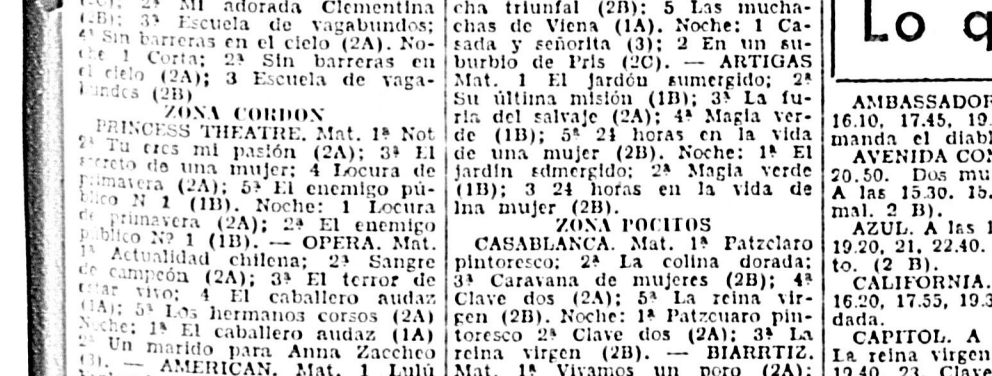 2ª Mi adorada Clementina
(2B); 3ª Escuela de vagabundos;
4ª Sin barreras en el cielo (2A). No-
che 1 Corta; 2ª Sin barreras en
el cielo (2A); 3 Escuela de vaga-
bundos (2B)
ZONA CORDON
PRINCESS THEATRE. Mat. 1ª Not
2ª Tu eres mi pasión (2A); 3ª El
secreto de una mujer; 4 Locura de
primavera (2A); 5ª El enemigo pú-
blico N 1 (1B). Noche: 1 Locura
de primavera (2A); 2ª El enemigo
público Nº 1 (1B). — OPERA. Mat.
1ª Actualidad chilena; 2ª Sangre
de campeón (2A); 3ª El terror de
estar vivo; 4 El caballero audaz
(1A); 5ª Los hermanos corsos (2A)
Noche: 1ª El caballero audaz (1A)
2ª Un marido para Anna Zaccheo
(3). — AMERICAN. Mat. 1 Lulú
cha triunfal (2B); 5 Las mucha-
chas de Viena (1A). Noche: 1 Ca-
sada y señorita (3); 2 En un su-
burbio de Pris (2C). — ARTIGAS
Mat. 1 El jardón sumergido; 2ª
Su última misión (1B); 3ª La fu-
ria del salvaje (2A); 4ª Magia ver-
de (1B); 5ª 24 horas en la vida
de una mujer (2B). Noche: 1ª El
jardín sdmergido; 2ª Magia verde
(1B); 3 24 horas en la vida de
lna mujer (2B).
ZONA POCITOS
CASABLANCA. Mat. 1ª Patzclaro
pintoresco; 2ª La colina dorada;
3ª Caravana de mujeres (2B); 4ª
Clave dos (2A); 5ª La reina vir-
gen (2B). Noche: 1ª Patzcuaro pin-
toresco 2ª Clave dos (2A); 3ª La
reina virgen (2B). — BIARRTIZ.
Mat. 1ª Vivamos un poro (2A);
Lo q
AMBASSADOR
16.10, 17.45, 19.
manda el diabl
AVENIDA CON
20.50. Dos mu
A las 15.30. 15.
mal. 2 B).
AZUL. A las 1
19.20, 21, 22.40.
to. (2 B).
CALIFORNIA.
16.20, 17.55, 19.3
dada.
CAPITOL. A
La reina virgen
19.40, 23. Clave